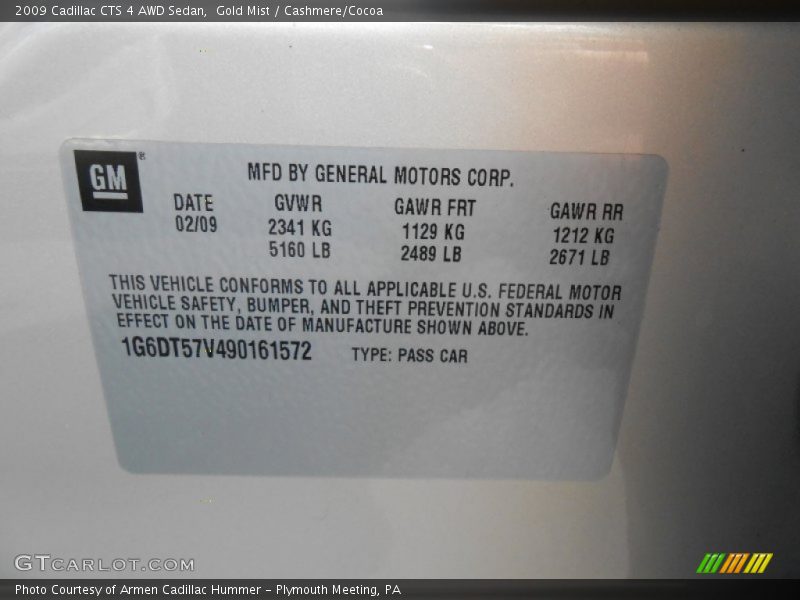 2009 Cadillac CTS 4 AWD Sedan,  Gold Mist / Cashmere/Cocoa
GM®
MFD BY GENERAL MOTORS CORP.
DATE GVWR GAWR FRT GAWR RR
02/09 2341 KG 1129 KG 1212 KG
5160 LB 2489 LB 2671 LB
THIS VEHICLE CONFORMS TO ALL APPLICABLE U.S. FEDERAL MOTOR
VEHICLE SAFETY, BUMPER, AND THEFT PREVENTION STANDARDS IN
EFFECT ON THE DATE OF MANUFACTURE SHOWN ABOVE.
1G6DT57V490161572 TYPE: PASS CAR
GTCARLOT.COM
Photo Courtesy of Armen Cadillac Hummer - Plymouth Meeting, PA